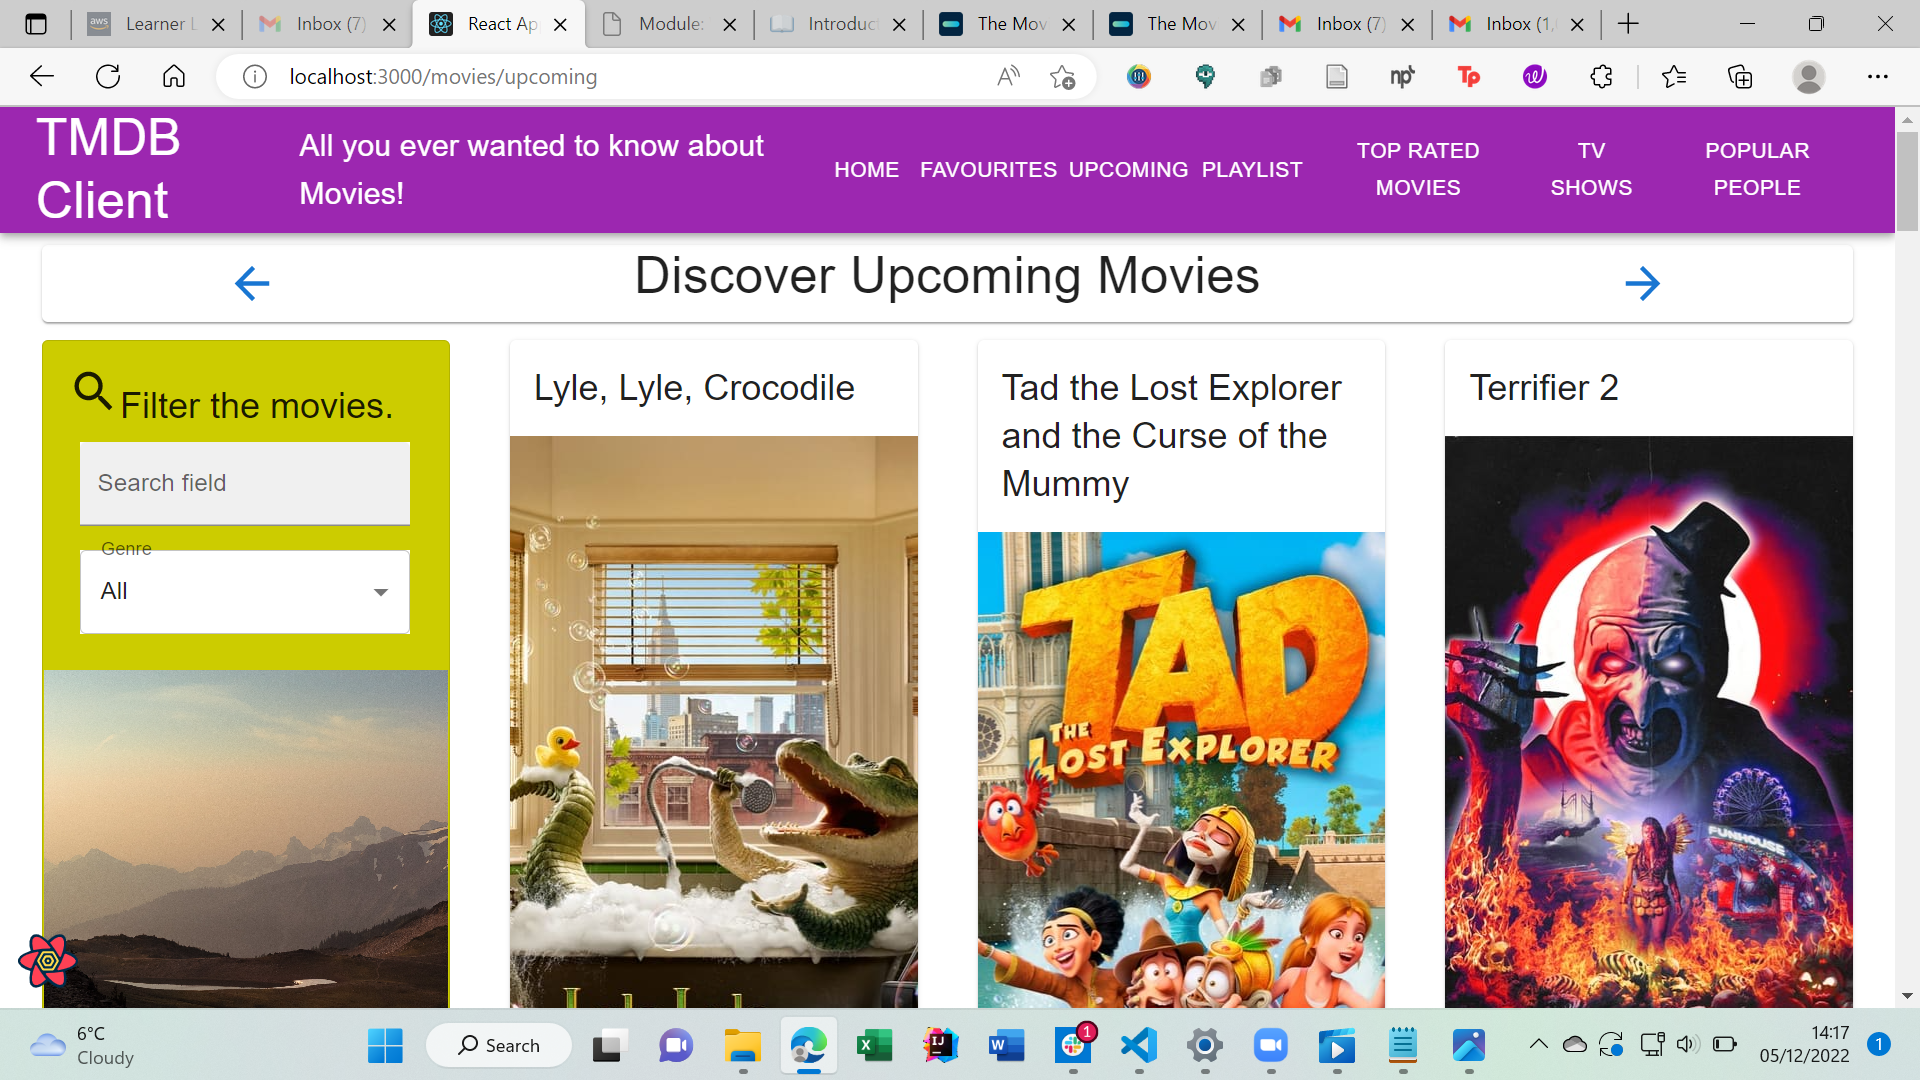 aws
Learner L
Inbox (7)
React Ap
Module:
Introduc
The Mov
The Mov
Inbox (7)
Inbox (1,
localhost:3000/movies/upcoming
TMDB
Client
All you ever wanted to know about
Movies!
HOME
FAVOURITES
UPCOMING
PLAYLIST
TOP RATED
MOVIES
TV
SHOWS
POPULAR
PEOPLE
Discover Upcoming Movies
Filter the movies.
Search field
Genre
All
Lyle, Lyle, Crocodile
Tad the Lost Explorer
and the Curse of the
Mummy
TAD
THE
LOST EXPLORER
Terrifier 2
FUNHOUSE
6°C
Cloudy
Search
1
14:17
05/12/2022
1